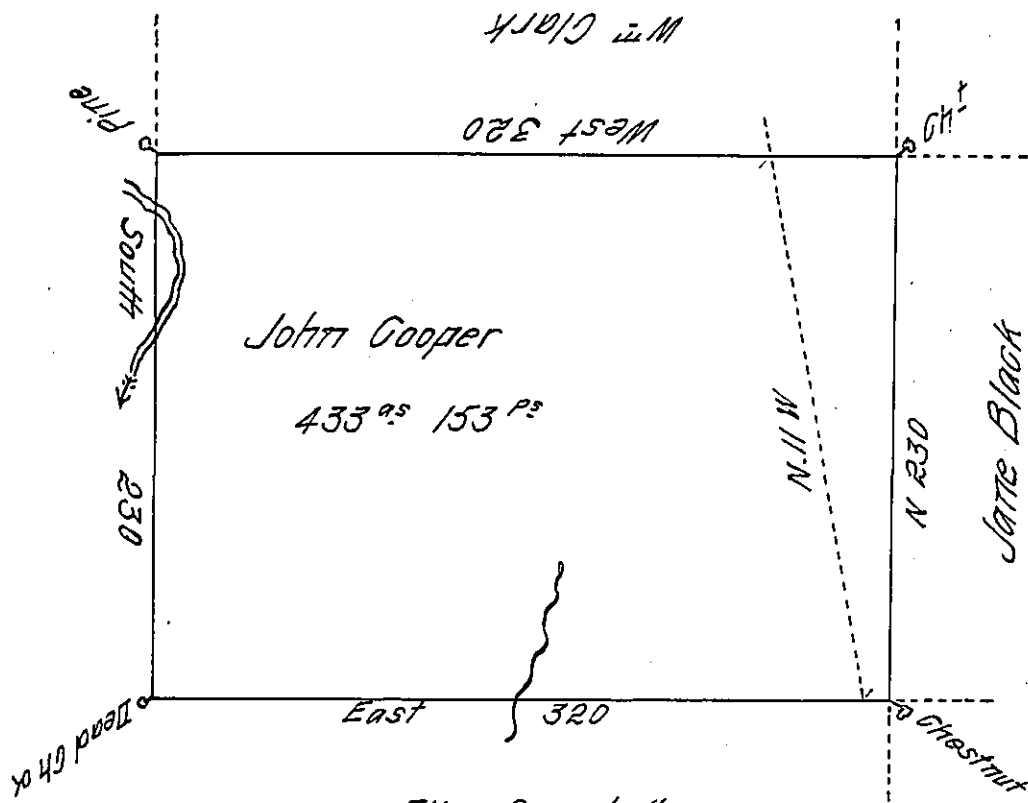 Wm Clark
Pine
West 320
Ch-t
South
230
John Cooper
433 as 153 ps
N 11 W
N 230
Jane Black
East 320
Dead Ch ok
Chestnut